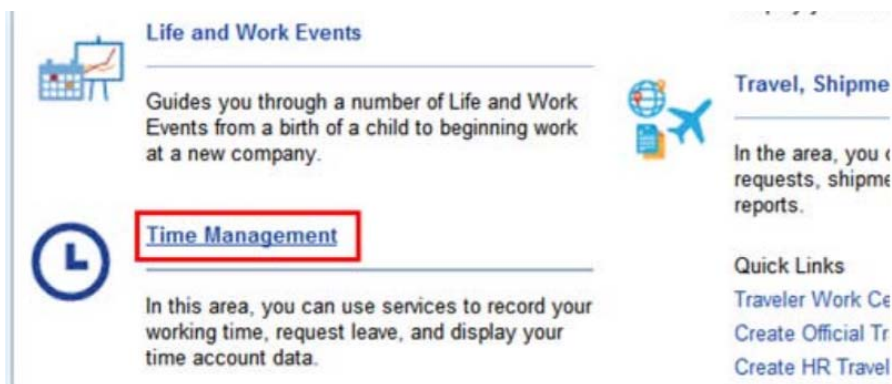 Life and Work Events
Guides you through a number of Life and Work
Events from a birth of a child to beginning work
at a new company.
Time Management
In this area, you can use services to record your
working time, request leave, and display your
time account data.
Travel, Shipme
In the area, you
requests, shipme
reports.
Quick Links
Traveler Work Ce
Create Official Tr
Create HR Travel